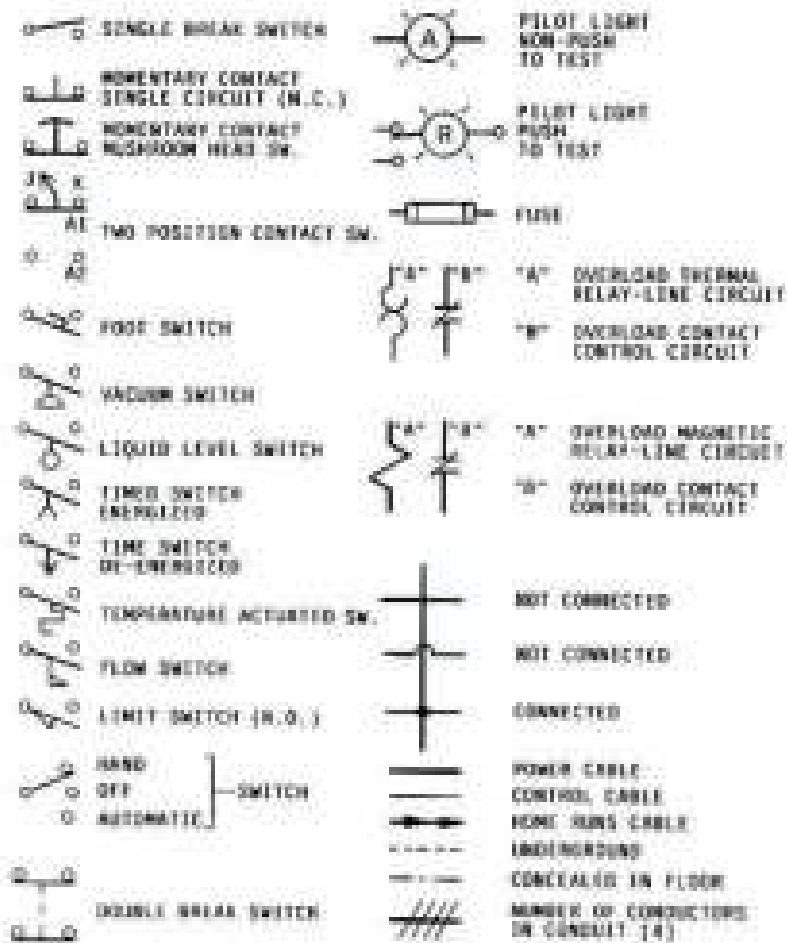 SINGLE BREAK SWITCH
MOMENTARY CONTACT
SINGLE CIRCUIT (N.C.)
MOMENTARY CONTACT
MUSHROOM HEAD SW.
J K
A1
TWO POSITION CONTACT SW.
A2
FOOT SWITCH
VACUUM SWITCH
LIQUID LEVEL SWITCH
TIMED SWITCH
ENERGIZED
TIME SWITCH
DE-ENERGIZED
TEMPERATURE ACTUATED SW.
FLOW SWITCH
LIMIT SWITCH (N.O.)
HAND
OFF
AUTOMATIC
SWITCH
DOUBLE BREAK SWITCH
A
PILOT LIGHT
NON-PUSH
TO TEST
R
PILOT LIGHT
PUSH
TO TEST
FUSE
"A" "B"
"A" OVERLOAD THERMAL
RELAY-LINE CIRCUIT
"B" OVERLOAD CONTACT
CONTROL CIRCUIT
"A" "B"
"A" OVERLOAD MAGNETIC
RELAY-LINE CIRCUIT
"B" OVERLOAD CONTACT
CONTROL CIRCUIT
NOT CONNECTED
NOT CONNECTED
CONNECTED
POWER CABLE
CONTROL CABLE
HOME RUNS CABLE
UNDERGROUND
CONCEALED IN FLOOR
NUMBER OF CONDUCTORS
IN CONDUIT (4)